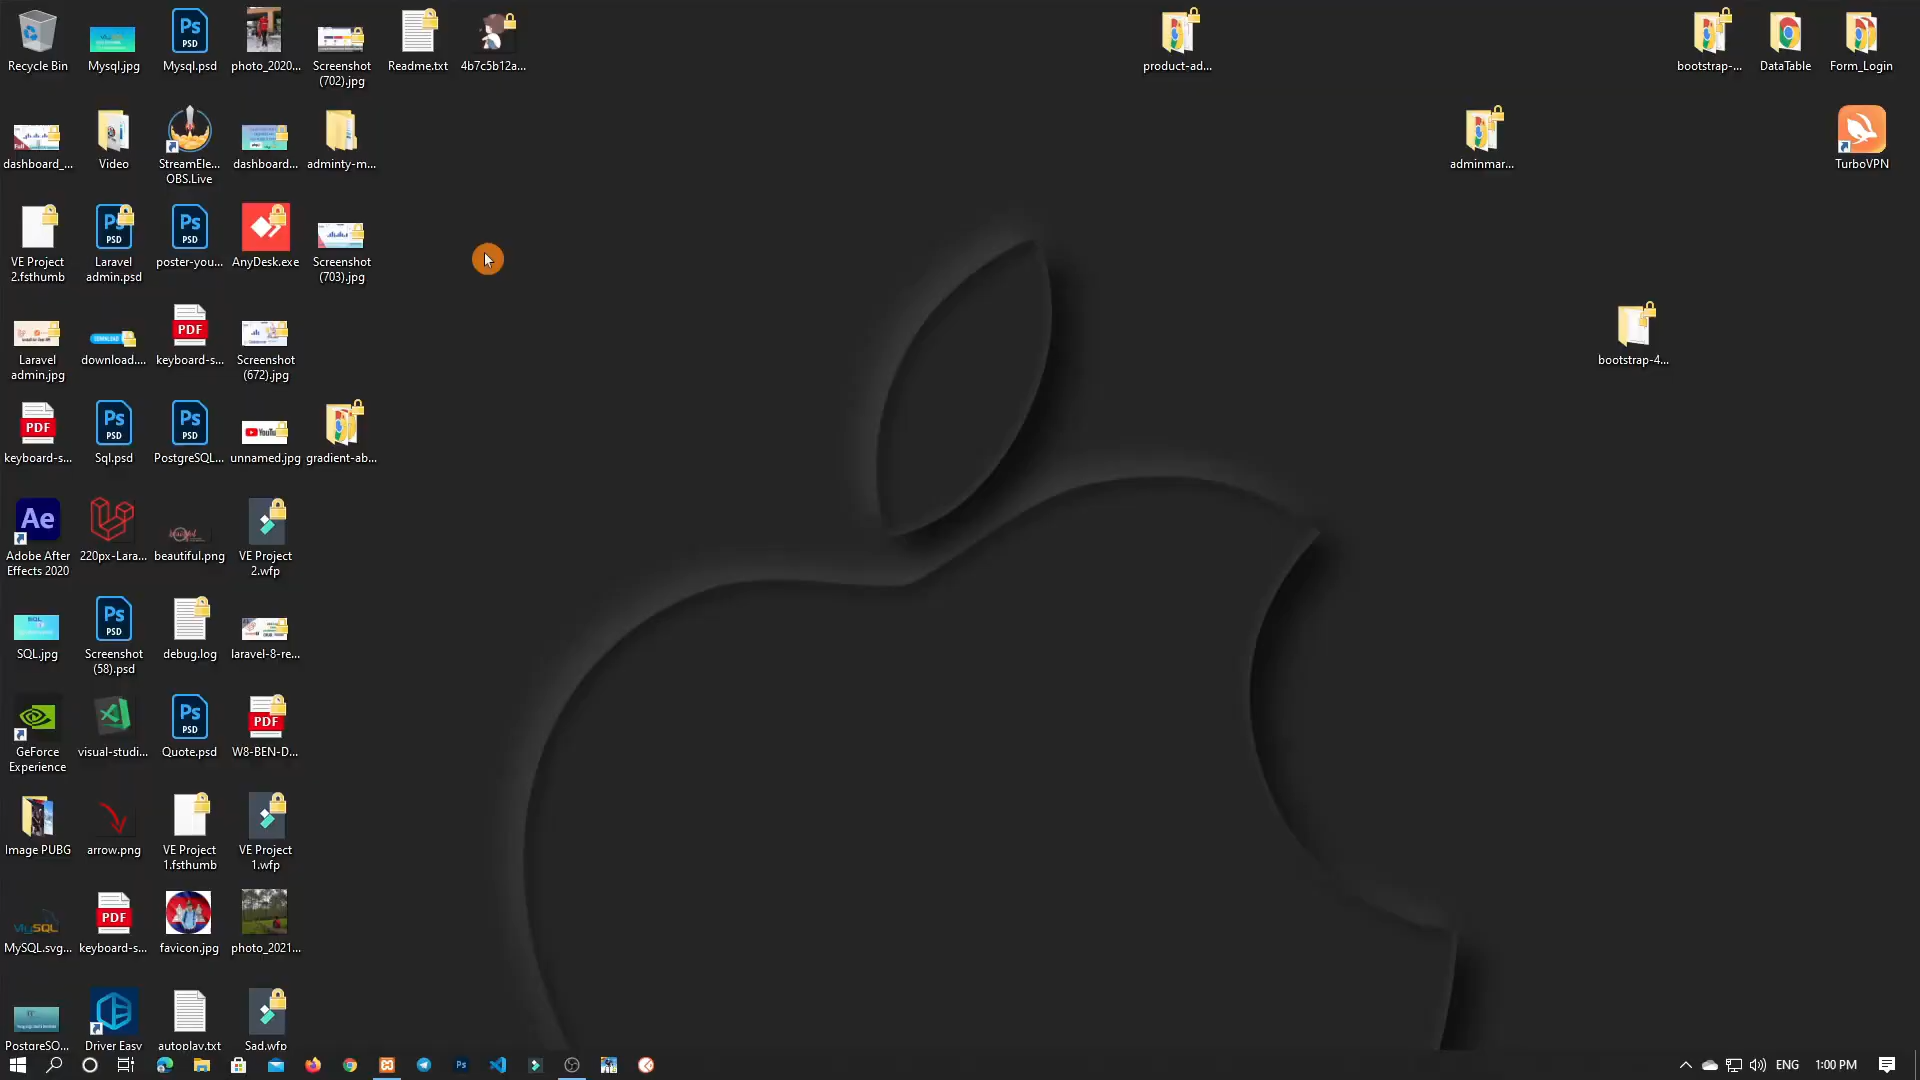 Recycle Bin
Mysql.jpg
Mysql.psd
photo_2020...
Screenshot
(702).jpg
Readme.txt
4b7c5b12a...
product-ad...
bootstrap-...
DataTable
Form_Login
dashboard_...
Video
StreamEle...
OBS.Live
dashboard...
adminty-m...
adminmar...
TurboVPN
VE Project
2.fsthumb
Laravel
admin.psd
poster-you...
AnyDesk.exe
Screenshot
(703).jpg
Laravel
admin.jpg
download....
keyboard-s...
Screenshot
(672).jpg
bootstrap-4...
keyboard-s...
Sql.psd
PostgreSQL...
unnamed.jpg
gradient-ab...
Adobe After
Effects 2020
220px-Lara...
beautiful.png
VE Project
2.wfp
SQL.jpg
Screenshot
(58).psd
debug.log
laravel-8-re...
GeForce
Experience
visual-studi...
Quote.psd
W8-BEN-D...
Image PUBG
arrow.png
VE Project
1.fsthumb
VE Project
1.wfp
MySQL.svg...
keyboard-s...
favicon.jpg
photo_2021...
PostgreSQ...
Driver Easy
autoplay.txt
Sad.wfp
ENG
1:00 PM